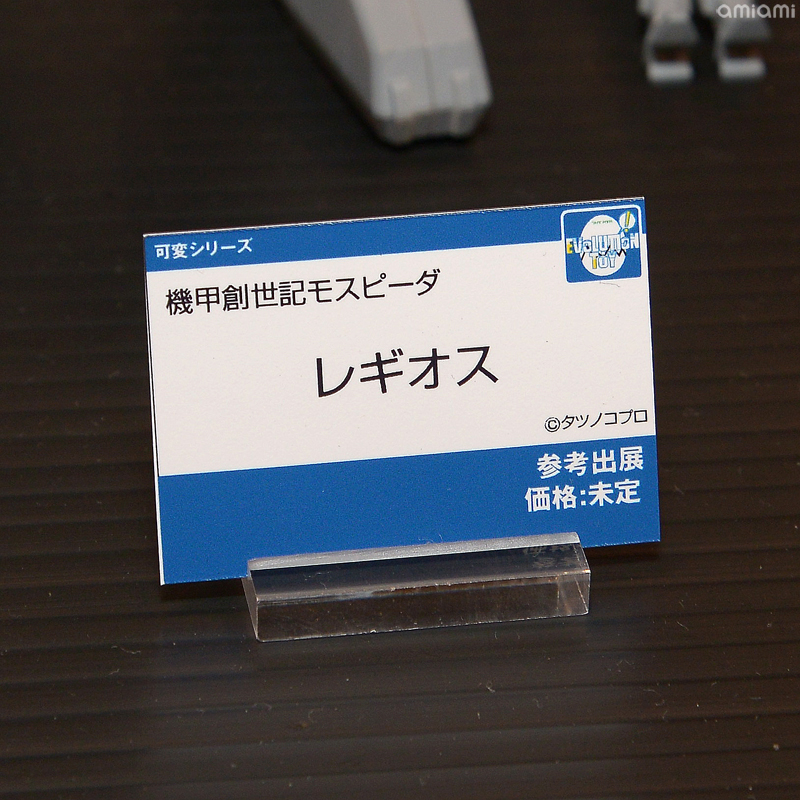 amiami
可変シリーズ
EVOLUTION
TOY
機甲創世記モスピーダ
レギオス
©タツノコプロ
参考出展
価格:未定